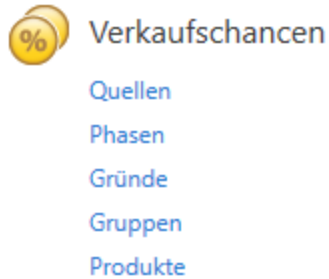 %
Verkaufschancen
Quellen
Phasen
Gründe
Gruppen
Produkte